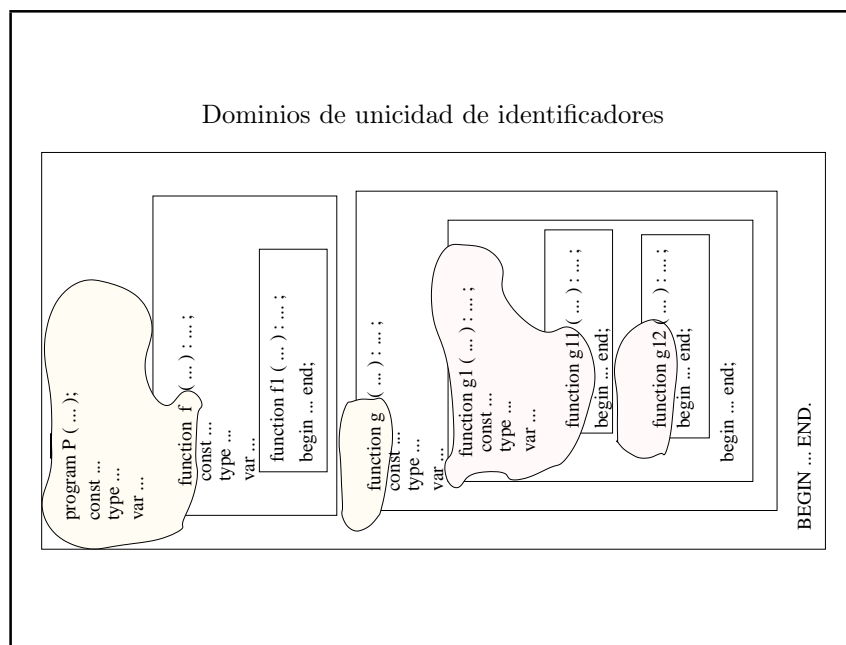 Dominios de unicidad de identificadores
program P ( ... );
const ...
type ...
var ...
function f ( ... ) : ... ;
const ...
type ...
var ...
function f1 ( ... ) : ... ;
begin ... end;
function g ( ... ) : ... ;
const ...
type ...
var ...
function g1 ( ... ) : ... ;
const ...
type ...
var ...
function g11 ( ... ) : ... ;
begin ... end;
function g12 ( ... ) : ... ;
begin ... end;
begin ... end;
BEGIN ... END.